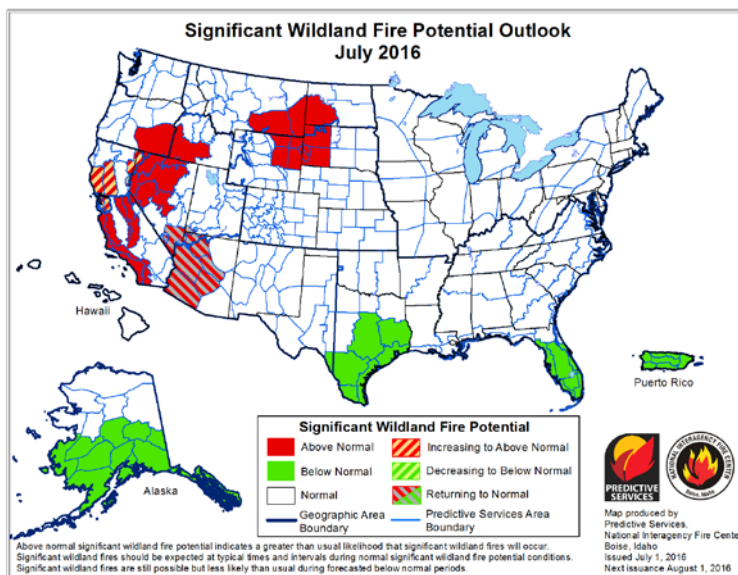 Significant Wildland Fire Potential Outlook
July 2016
Hawaii
Puerto Rico
Alaska
Significant Wildland Fire Potential
Above Normal
Increasing to Above Normal
Below Normal
Decreasing to Below Normal
Normal
Returning to Normal
Geographic Area
Boundary
Predictive Services Area
Boundary
PREDICTIVE
SERVICES
NATIONAL INTERAGENCY FIRE CENTER
Boise, Idaho
Map produced by
Predictive Services,
National Interagency Fire Cente
Boise, Idaho
Issued July 1, 2016
Next issuance August 1, 2016
Above normal significant wildland fire potential indicates a greater than usual likelihood that significant wildland fires will occur.
Significant wildland fires should be expected at typical times and intervals during normal significant wildland fire potential conditions.
Significant wildland fires are still possible but less likely than usual during forecasted below normal periods.